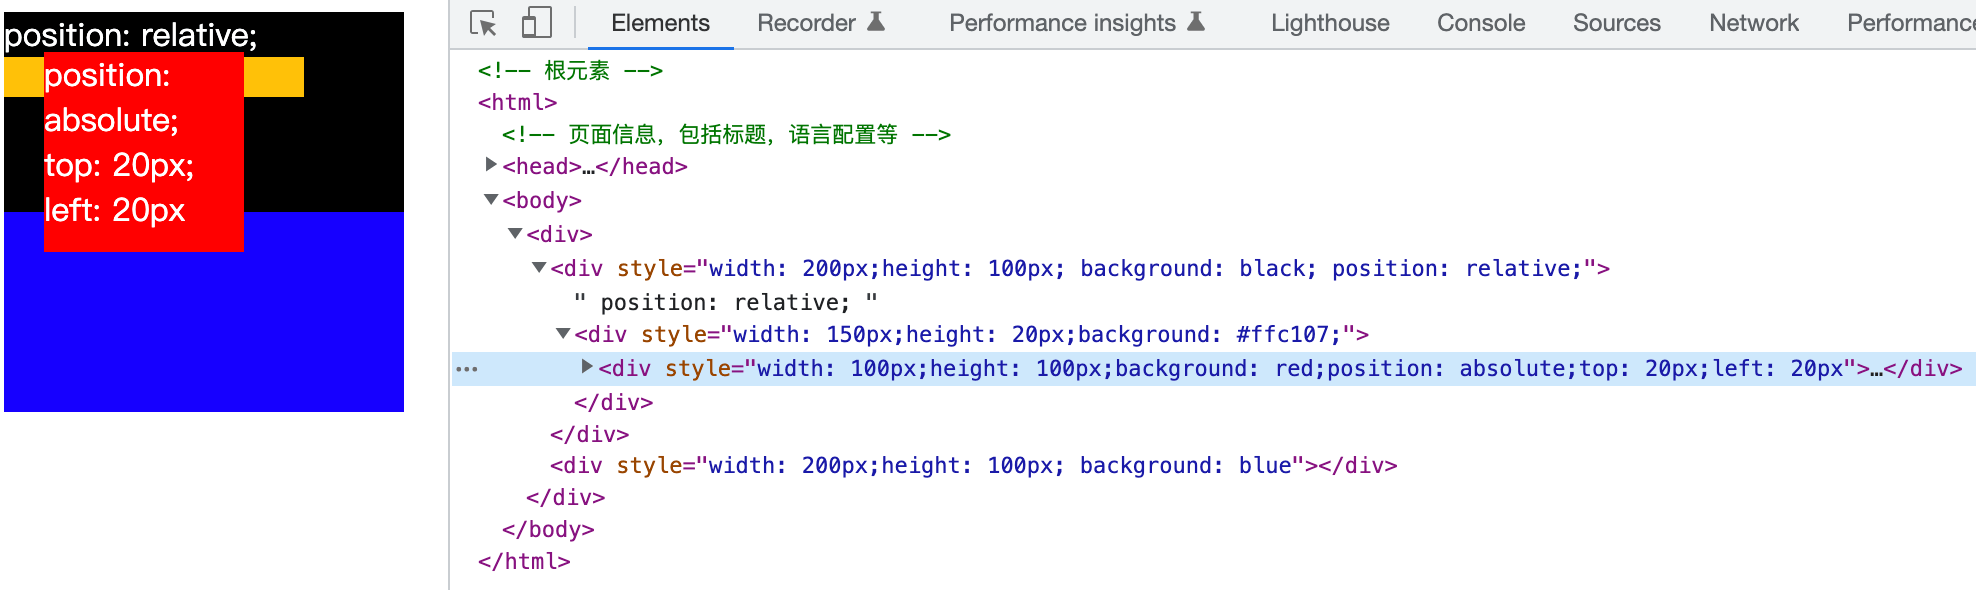 position: relative;
position:
absolute;
top: 20px;
left: 20px
Elements Recorder Performance insights Lighthouse Console Sources Network Performanc
<!-- 根元素 -->
<html>
<!-- 页面信息，包括标题，语言配置等 -->
<head>…</head>
<body>
<div>
<div style="width: 200px;height: 100px; background: black; position: relative;">
" position: relative; "
<div style="width: 150px;height: 20px;background: #ffc107;">
<div style="width: 100px;height: 100px;background: red;position: absolute;top: 20px;left: 20px">…</div>
</div>
</div>
<div style="width: 200px;height: 100px; background: blue"></div>
</div>
</body>
</html>